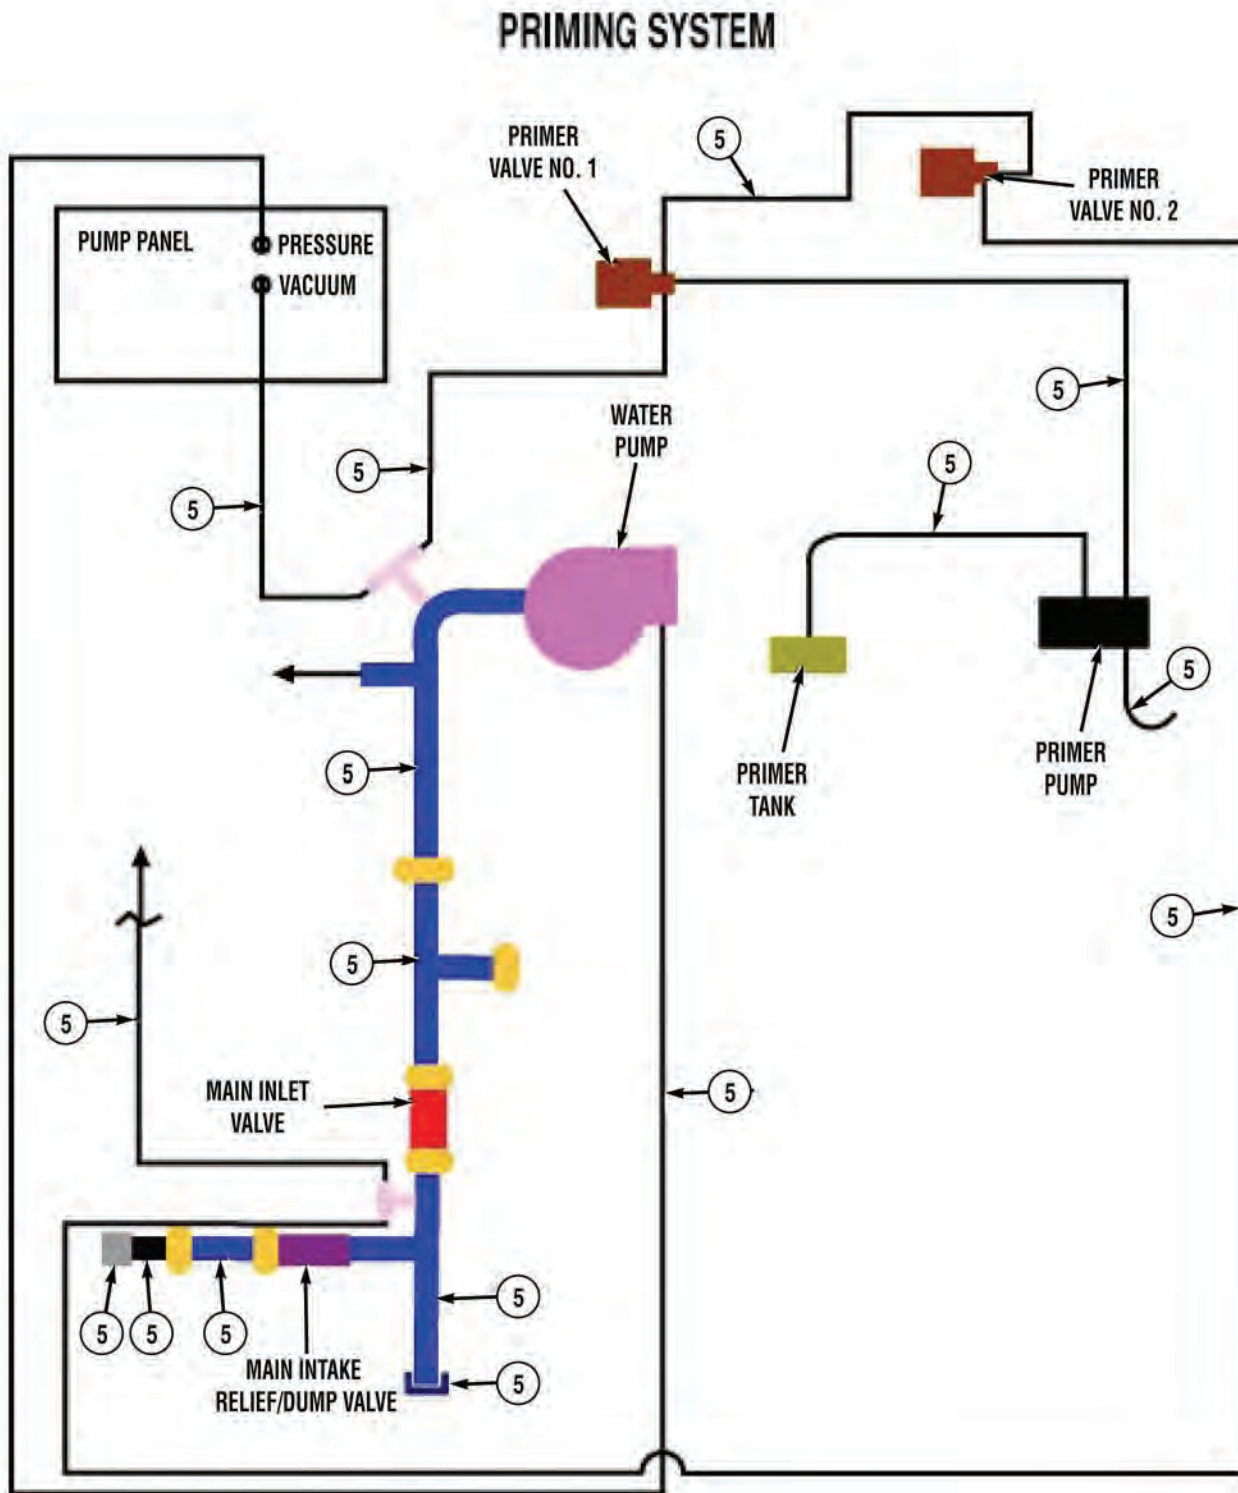 PRIMING SYSTEM
PRIMER
VALVE NO. 1
5
PRIMER
VALVE NO. 2
PUMP PANEL
PRESSURE
VACUUM
5
WATER
PUMP
5
5
5
5
PRIMER
TANK
PRIMER
PUMP
5
5
5
5
MAIN INLET
VALVE
5
5
5
5
5
5
MAIN INTAKE
RELIEF/DUMP VALVE
5